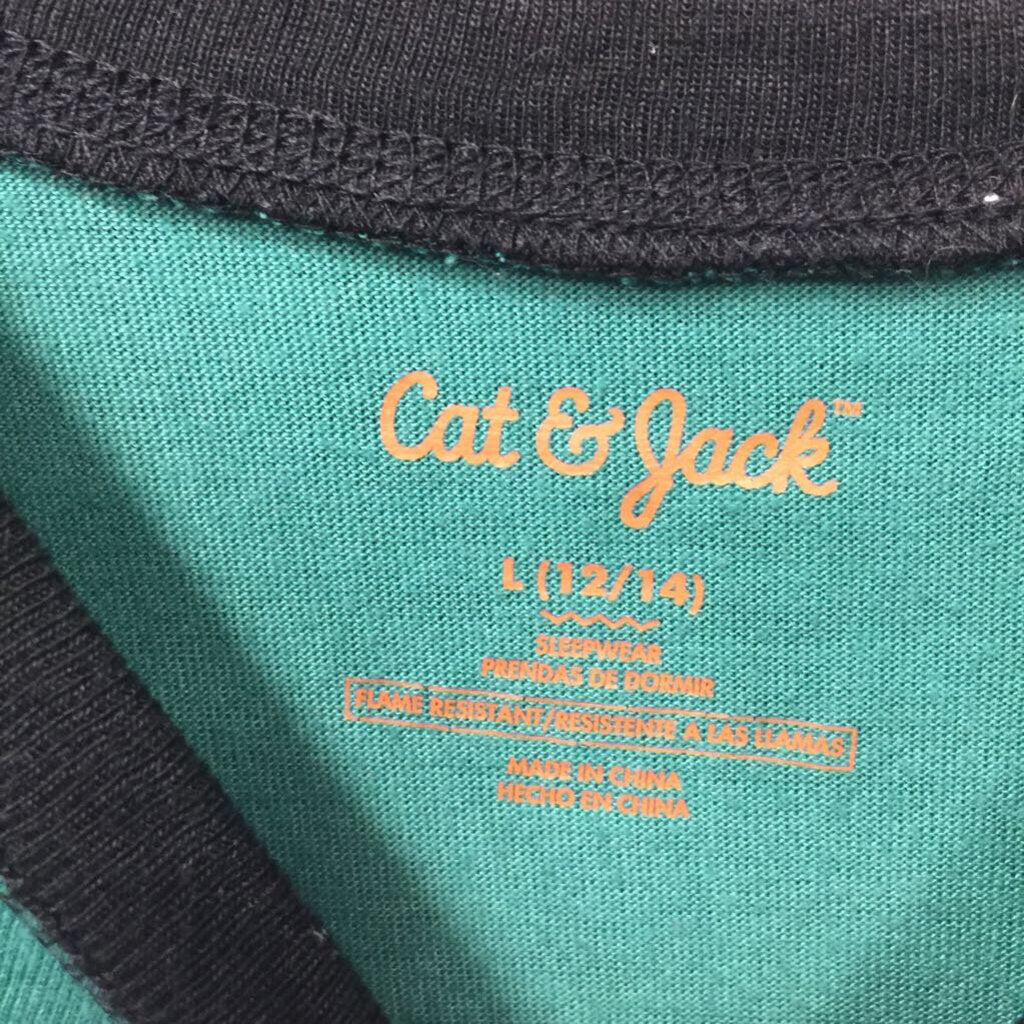 Cat & Jack™
L (12/14)
SLEEPWEAR
PRENDAS DE DORMIR
FLAME RESISTANT/RESISTENTE A LAS LLAMAS
MADE IN CHINA
HECHO EN CHINA